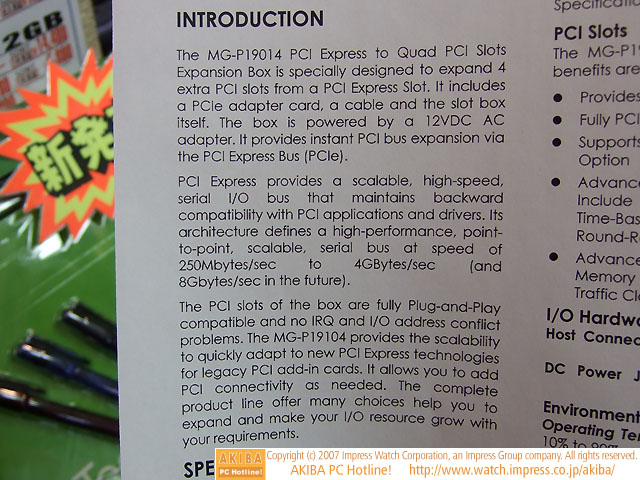 2GB
新発
INTRODUCTION
The MG-P19014 PCI Express to Quad PCI Slots
Expansion Box is specially designed to expand 4
extra PCI slots from a PCI Express Slot. It includes
a PCIe adapter card, a cable and the slot box
itself. The box is powered by a 12VDC AC
adapter. It provides instant PCI bus expansion via
the PCI Express Bus (PCIe).
PCI Express provides a scalable, high-speed,
serial I/O bus that maintains backward
compatibility with PCI applications and drivers. Its
architecture defines a high-performance, point-
to-point, scalable, serial bus at speed of
250Mbytes/sec to 4GBytes/sec (and
8Gbytes/sec in the future).
The PCI slots of the box are fully Plug-and-Play
compatible and no IRQ and I/O address conflict
problems. The MG-P19104 provides the scalability
to quickly adapt to new PCI Express technologies
for legacy PCI add-in cards. It allows you to add
PCI connectivity as needed. The complete
product line offer many choices help you to
expand and make your I/O resource grow with
your requirements.
SPE
PCI Slots
The MG-P19
benefits are
● Provides
● Fully PCI
● Supports
Option
● Advance
Include
Time-Bas
Round-R
● Advance
Memory
Traffic Cl
I/O Hardwa
Host Connec
DC Power J
Environment
Operating Te
10% to
AKIBA
PC Hotline!
Copyright (c) 2007 Impress Watch Corporation, an Impress Group company. All rights reserved.
AKIBA PC Hotline! http://www.watch.impress.co.jp/akiba/